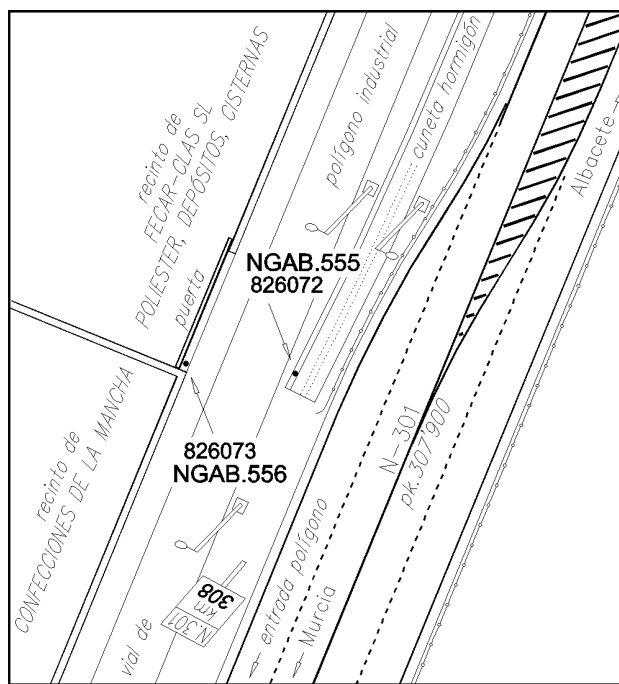 recinto de
FECAR-CLAS SL
POLIESTER, DEPÓSITOS, CISTERNAS
puerta
polígono industrial
cuneta hormigón
Albacete
NGAB.555
826072
826073
NGAB.556
recinto de
CONFECCIONES DE LA MANCHA
N-301
pk.307'900
N-301
km
308
vial de
entrada polígono
Murcia